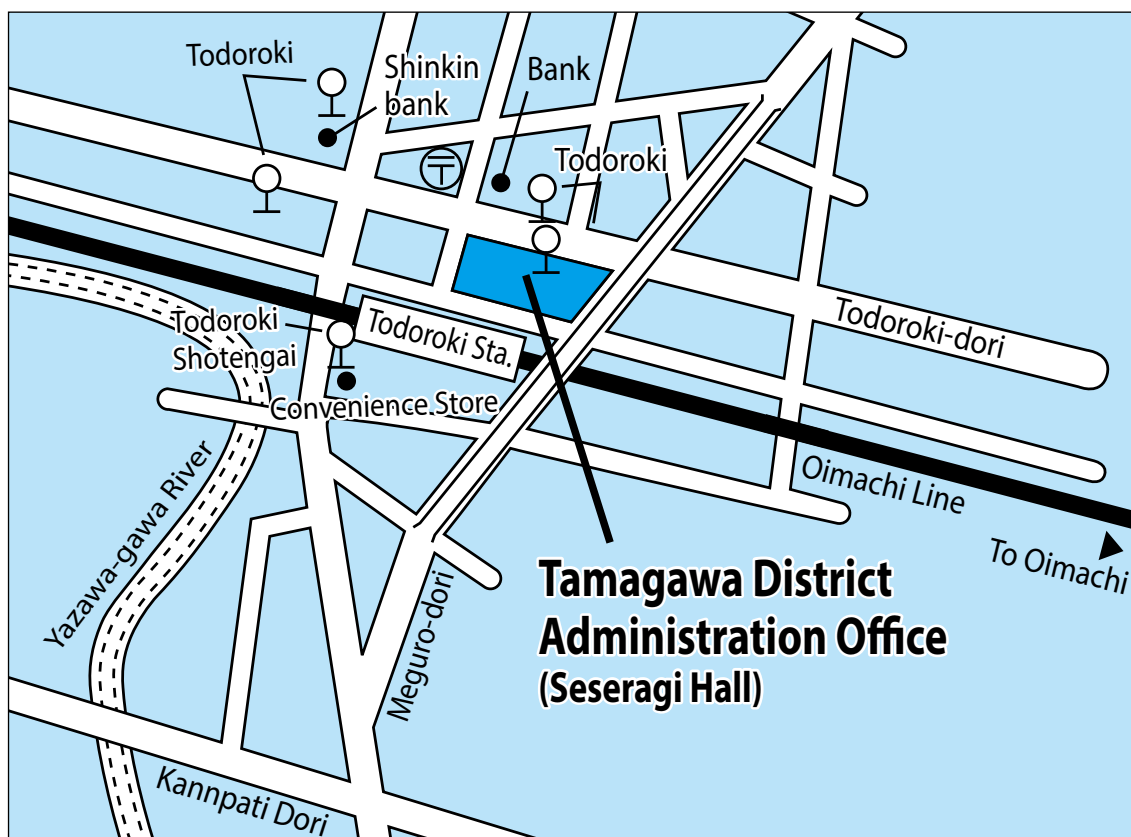 Todoroki
Shinkin
bank
Bank
Todoroki
Todoroki-dori
Todoroki
Shotengai
Todoroki Sta.
Convenience Store
Oimachi Line
To Oimachi
Yazawa-gawa River
Meguro-dori
Tamagawa District
Administration Office
(Seseragi Hall)
Kannpati Dori